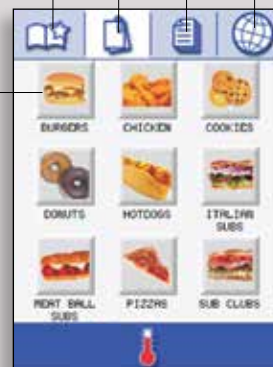 BURGERS CHICKEN COOKIES
DONUTS HOTDOGS ITALIAN
SUBS
MEAT BALL PIZZAS SUB CLUBS
SUBS